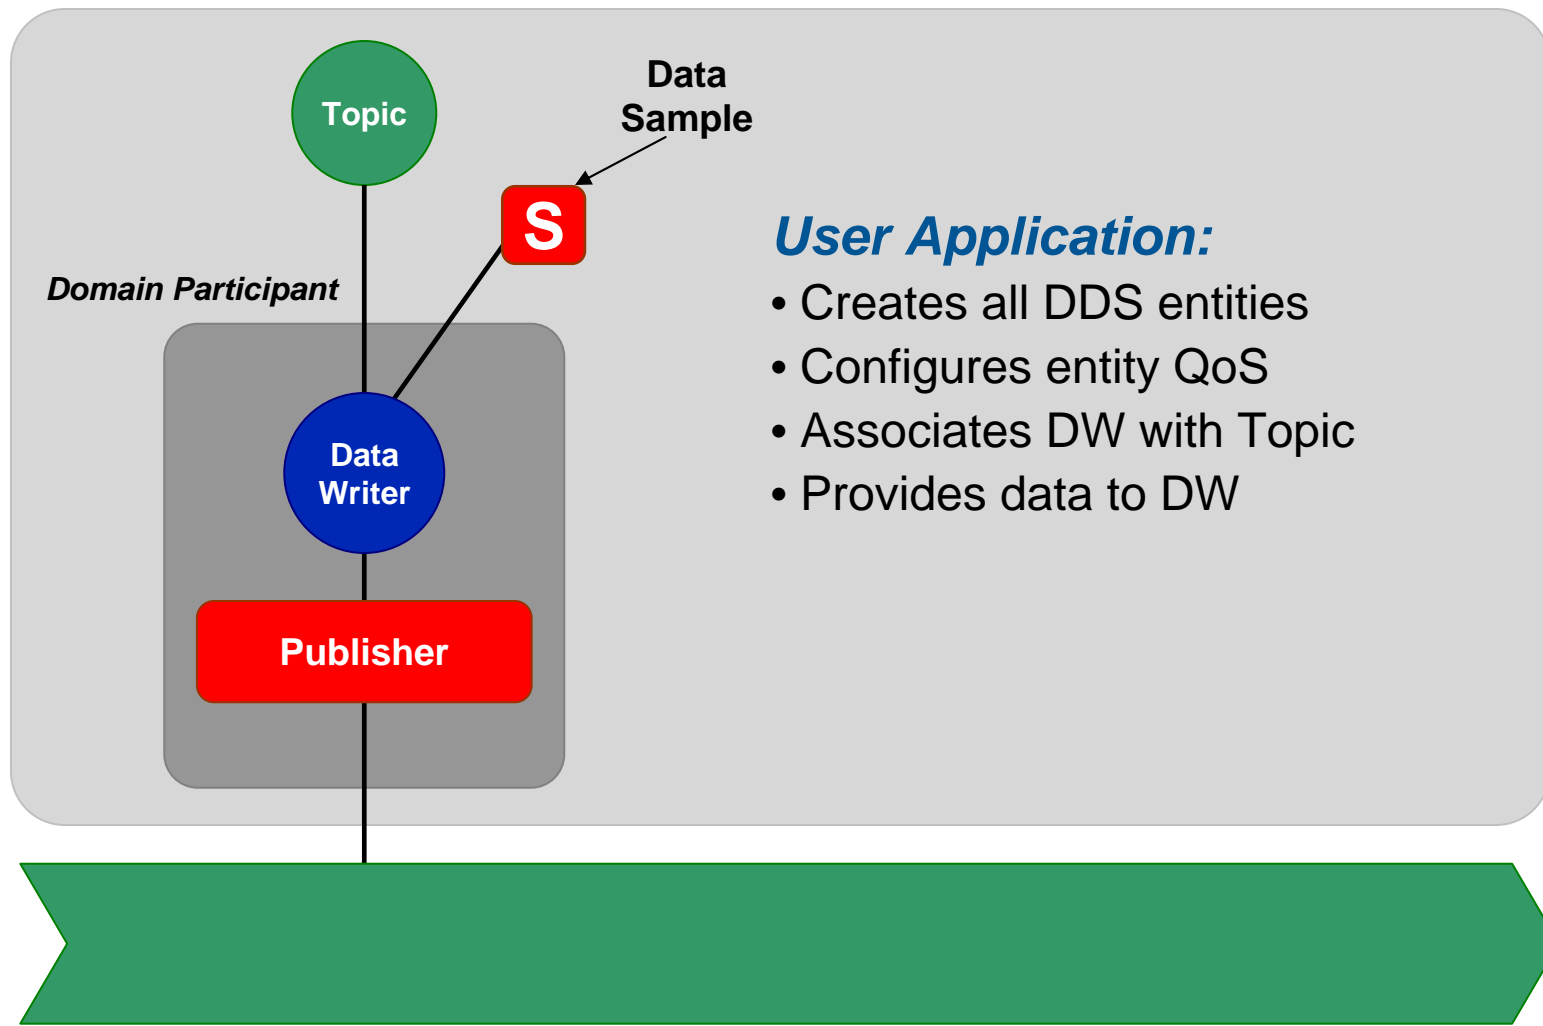 Topic
Data
Sample
S
Domain Participant
Data
Writer
Publisher
User Application:
• Creates all DDS entities
• Configures entity QoS
• Associates DW with Topic
• Provides data to DW